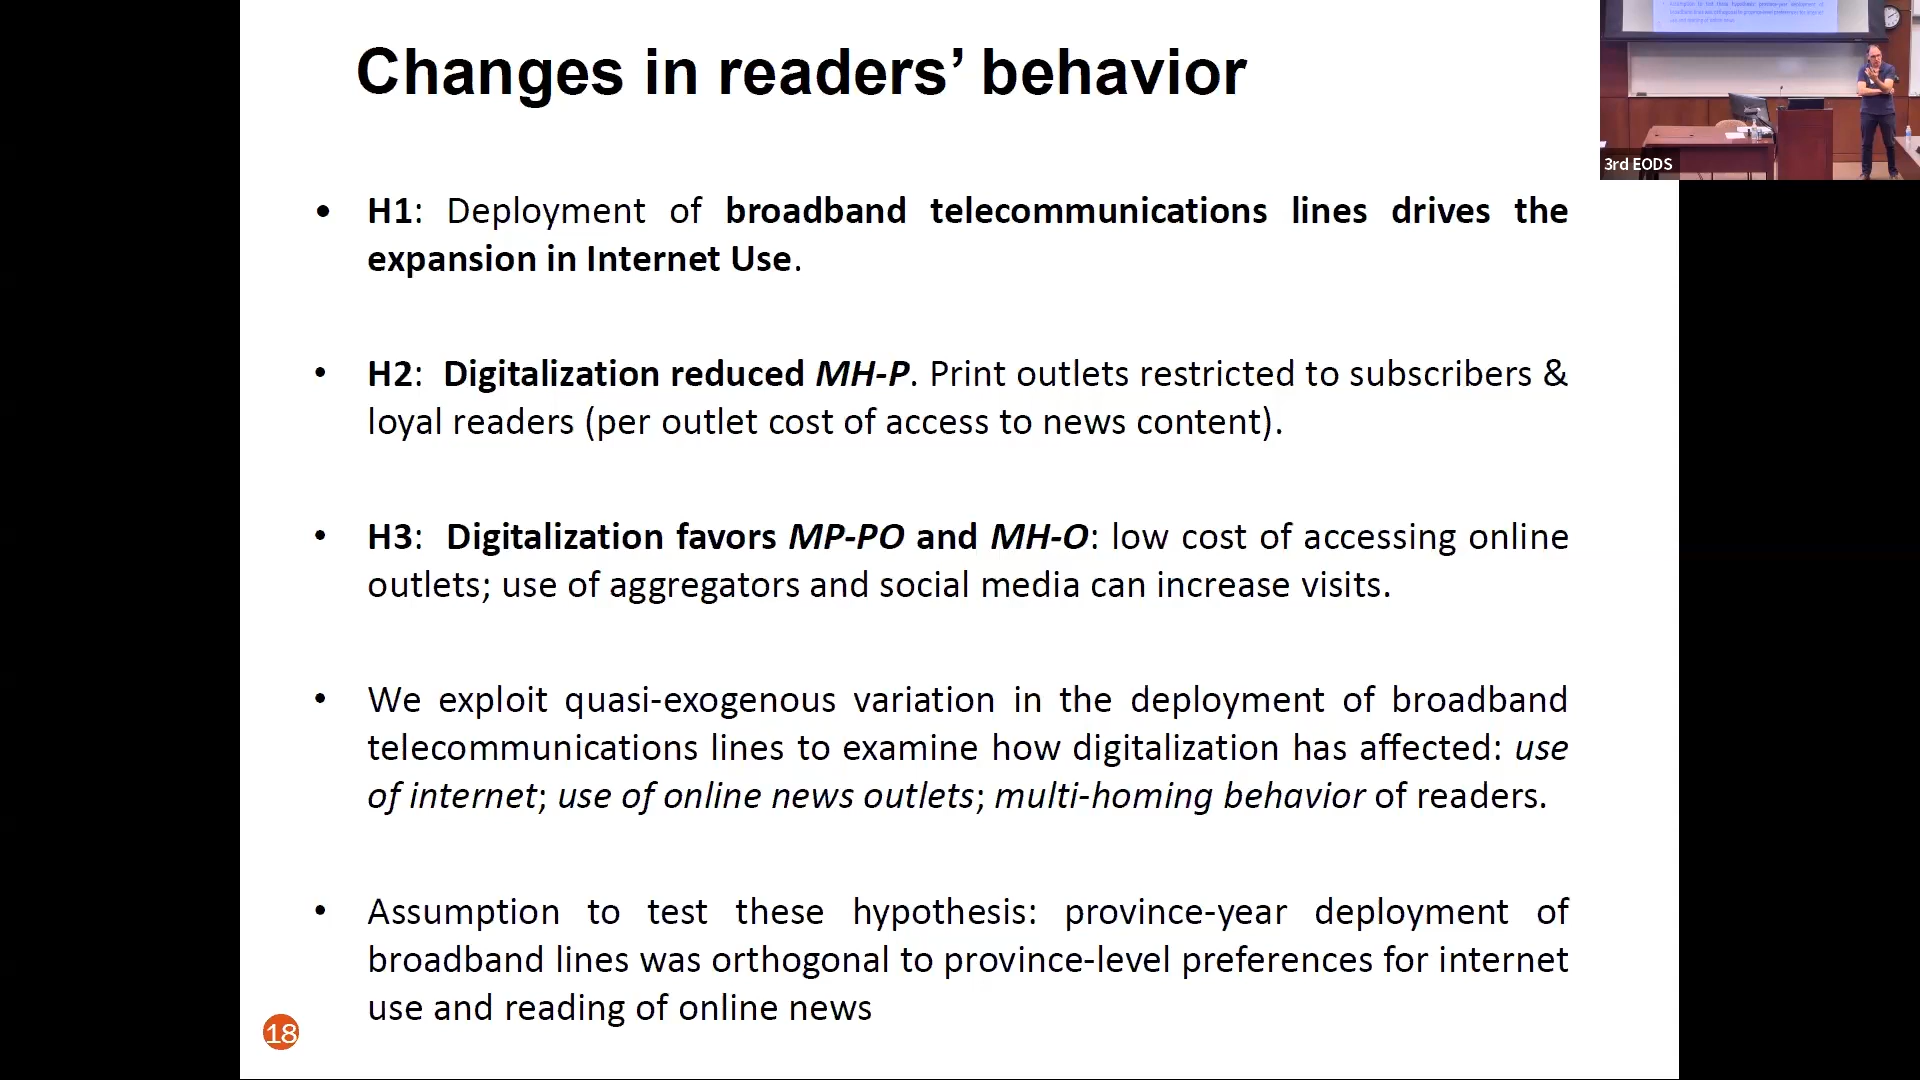 Changes in readers’ behavior
• H1: Deployment of broadband telecommunications lines drives the
expansion in Internet Use.
• H2: Digitalization reduced MH-P. Print outlets restricted to subscribers &
loyal readers (per outlet cost of access to news content).
• H3: Digitalization favors MP-PO and MH-O: low cost of accessing online
outlets; use of aggregators and social media can increase visits.
• We exploit quasi-exogenous variation in the deployment of broadband
telecommunications lines to examine how digitalization has affected: use
of internet; use of online news outlets; multi-homing behavior of readers.
• Assumption to test these hypothesis: province-year deployment of
broadband lines was orthogonal to province-level preferences for internet
use and reading of online news
18
3rd EODS